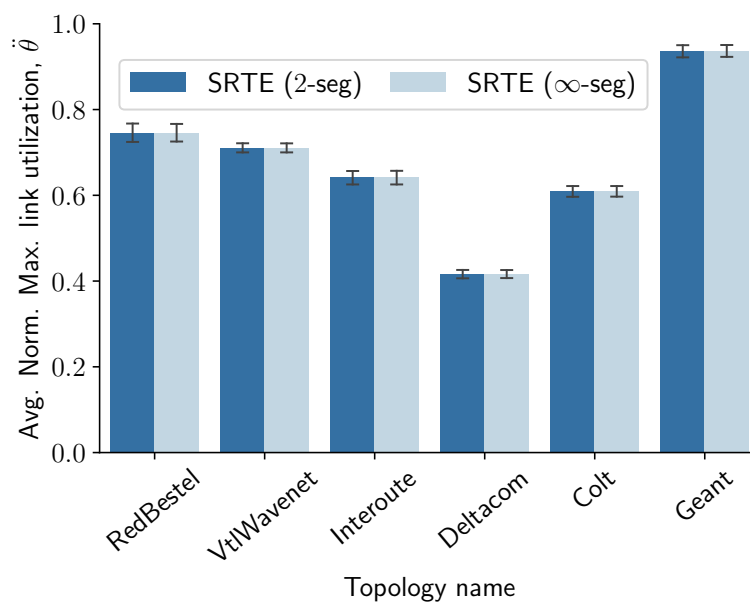 Avg. Norm. Max. link utilization, θ̈
1.0
0.8
0.6
0.4
0.2
0.0
SRTE (2-seg)
SRTE (∞-seg)
RedBestel
VtlWavenet
Interoute
Deltacom
Colt
Geant
Topology name